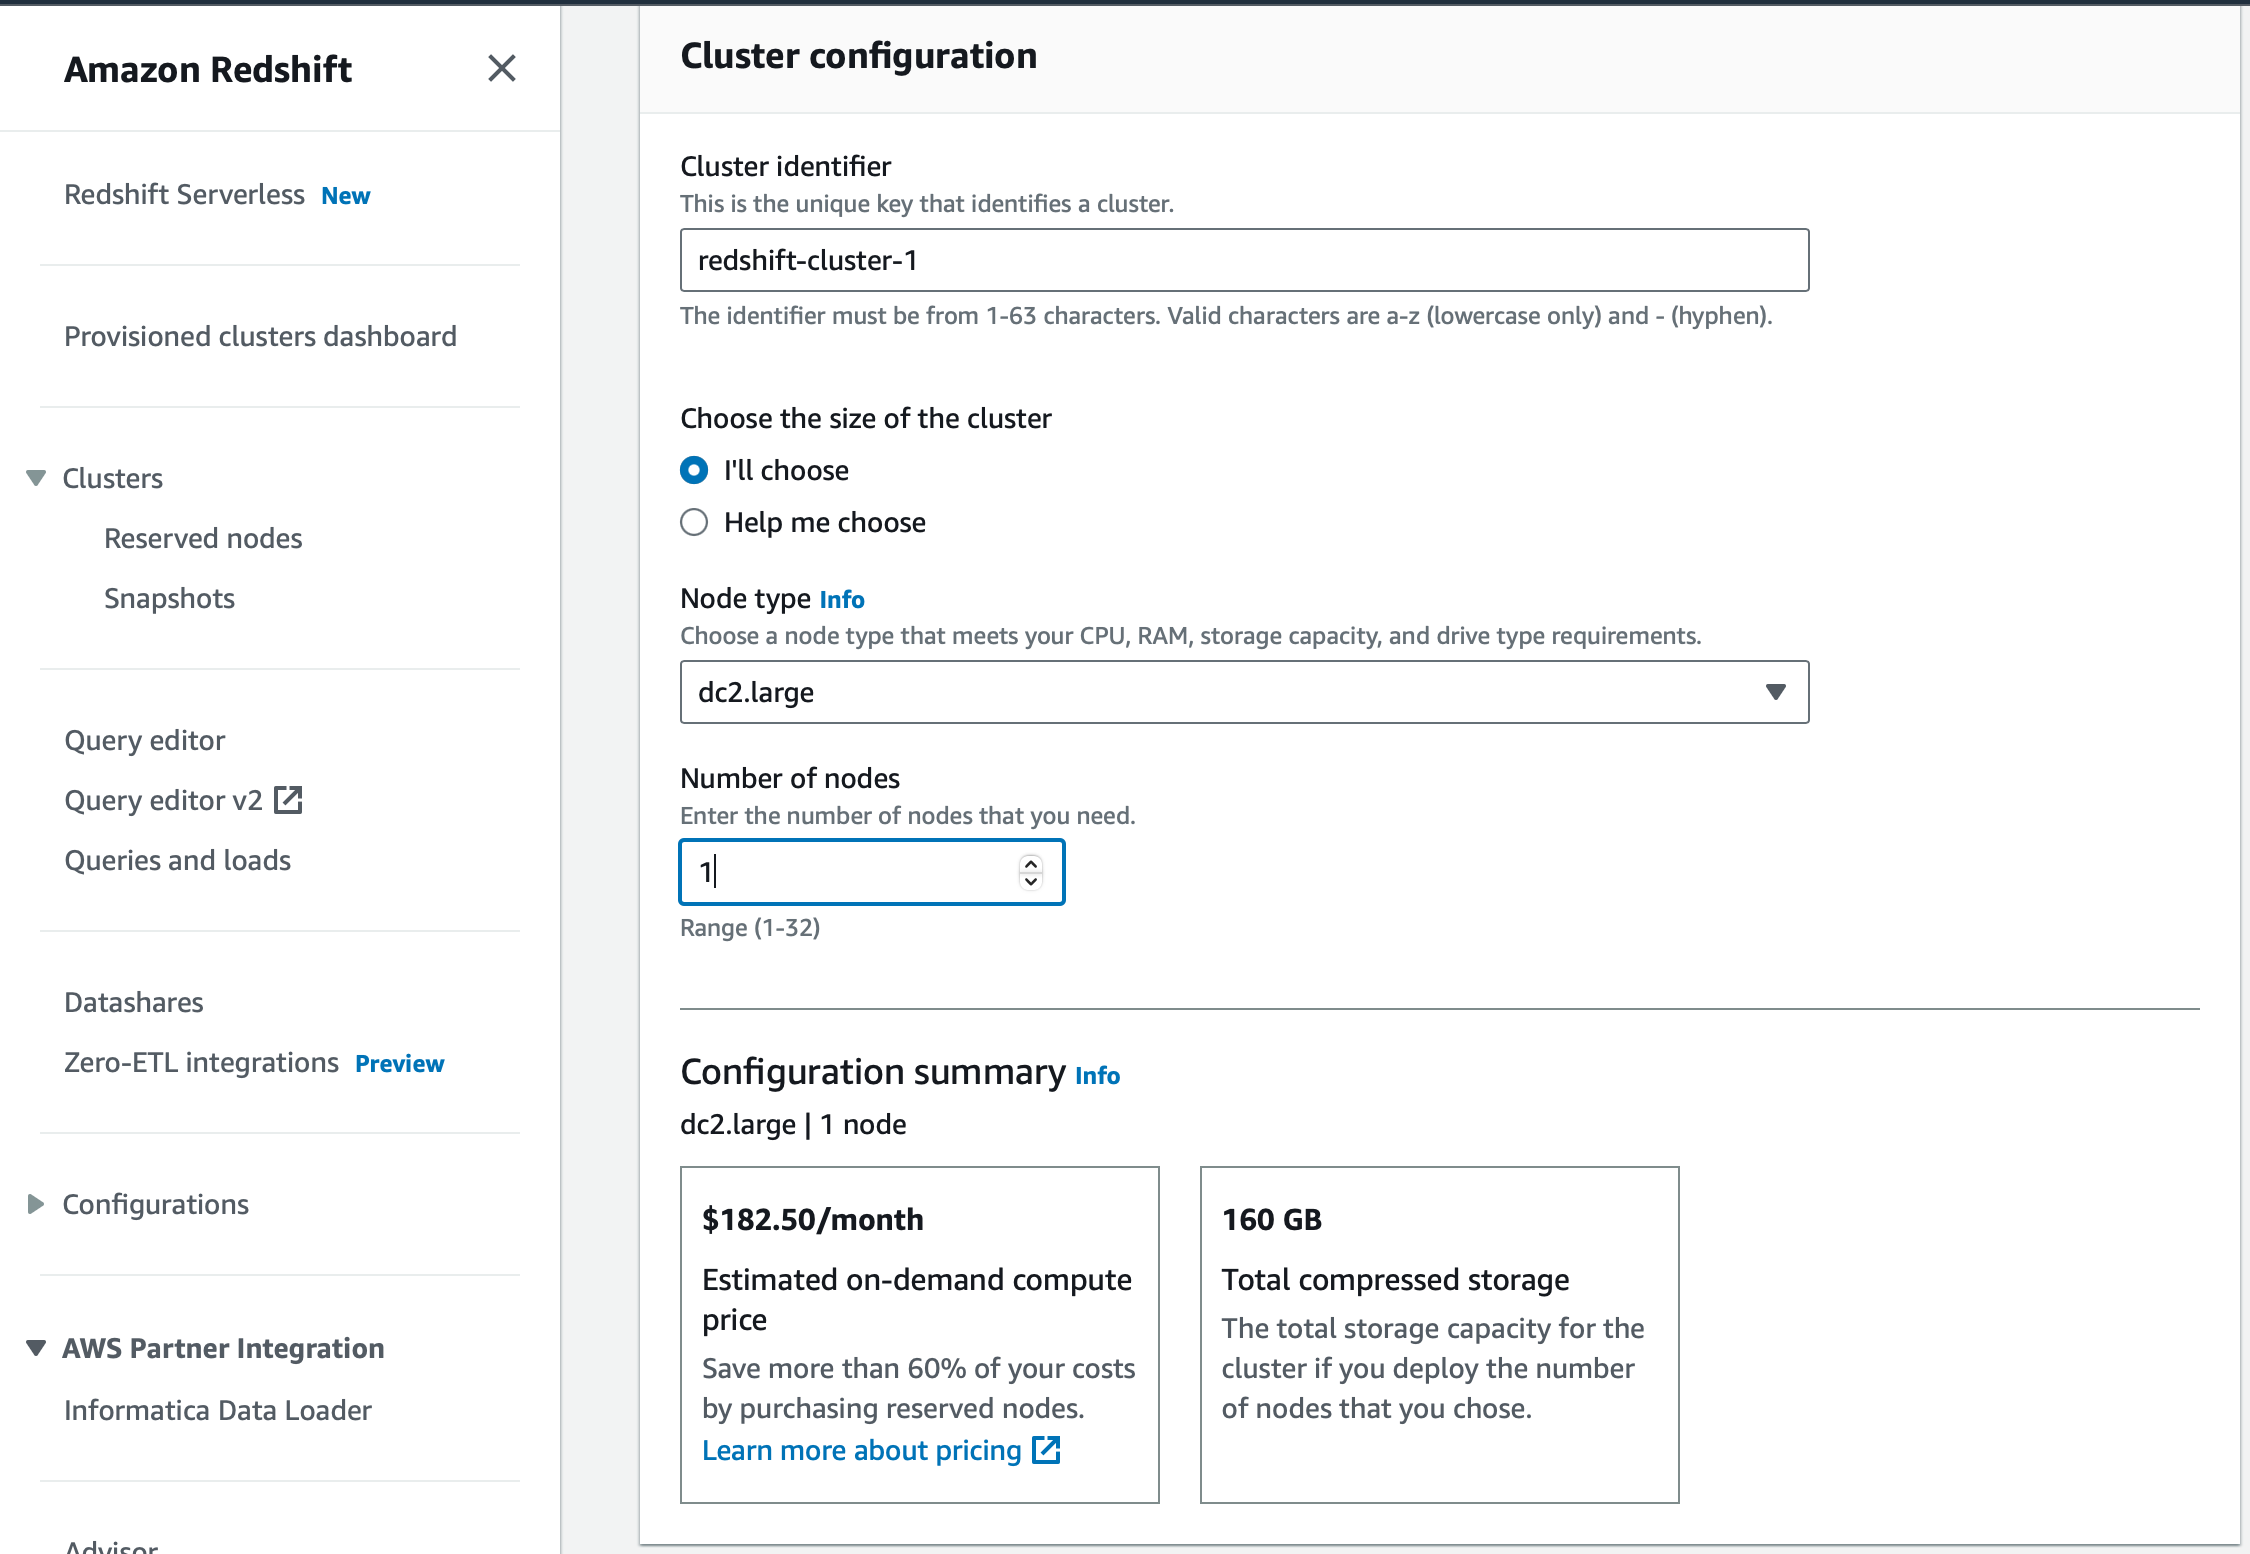 Amazon Redshift
Redshift Serverless New
Provisioned clusters dashboard
Clusters
Reserved nodes
Snapshots
Query editor
Query editor v2
Queries and loads
Datashares
Zero-ETL integrations Preview
Configurations
AWS Partner Integration
Informatica Data Loader
Advisor
Cluster configuration
Cluster identifier
This is the unique key that identifies a cluster.
redshift-cluster-1
The identifier must be from 1-63 characters. Valid characters are a-z (lowercase only) and - (hyphen).
Choose the size of the cluster
I'll choose
Help me choose
Node type Info
Choose a node type that meets your CPU, RAM, storage capacity, and drive type requirements.
dc2.large
Number of nodes
Enter the number of nodes that you need.
1
Range (1-32)
Configuration summary Info
dc2.large | 1 node
$182.50/month
Estimated on-demand compute
price
Save more than 60% of your costs
by purchasing reserved nodes.
Learn more about pricing
160 GB
Total compressed storage
The total storage capacity for the
cluster if you deploy the number
of nodes that you chose.